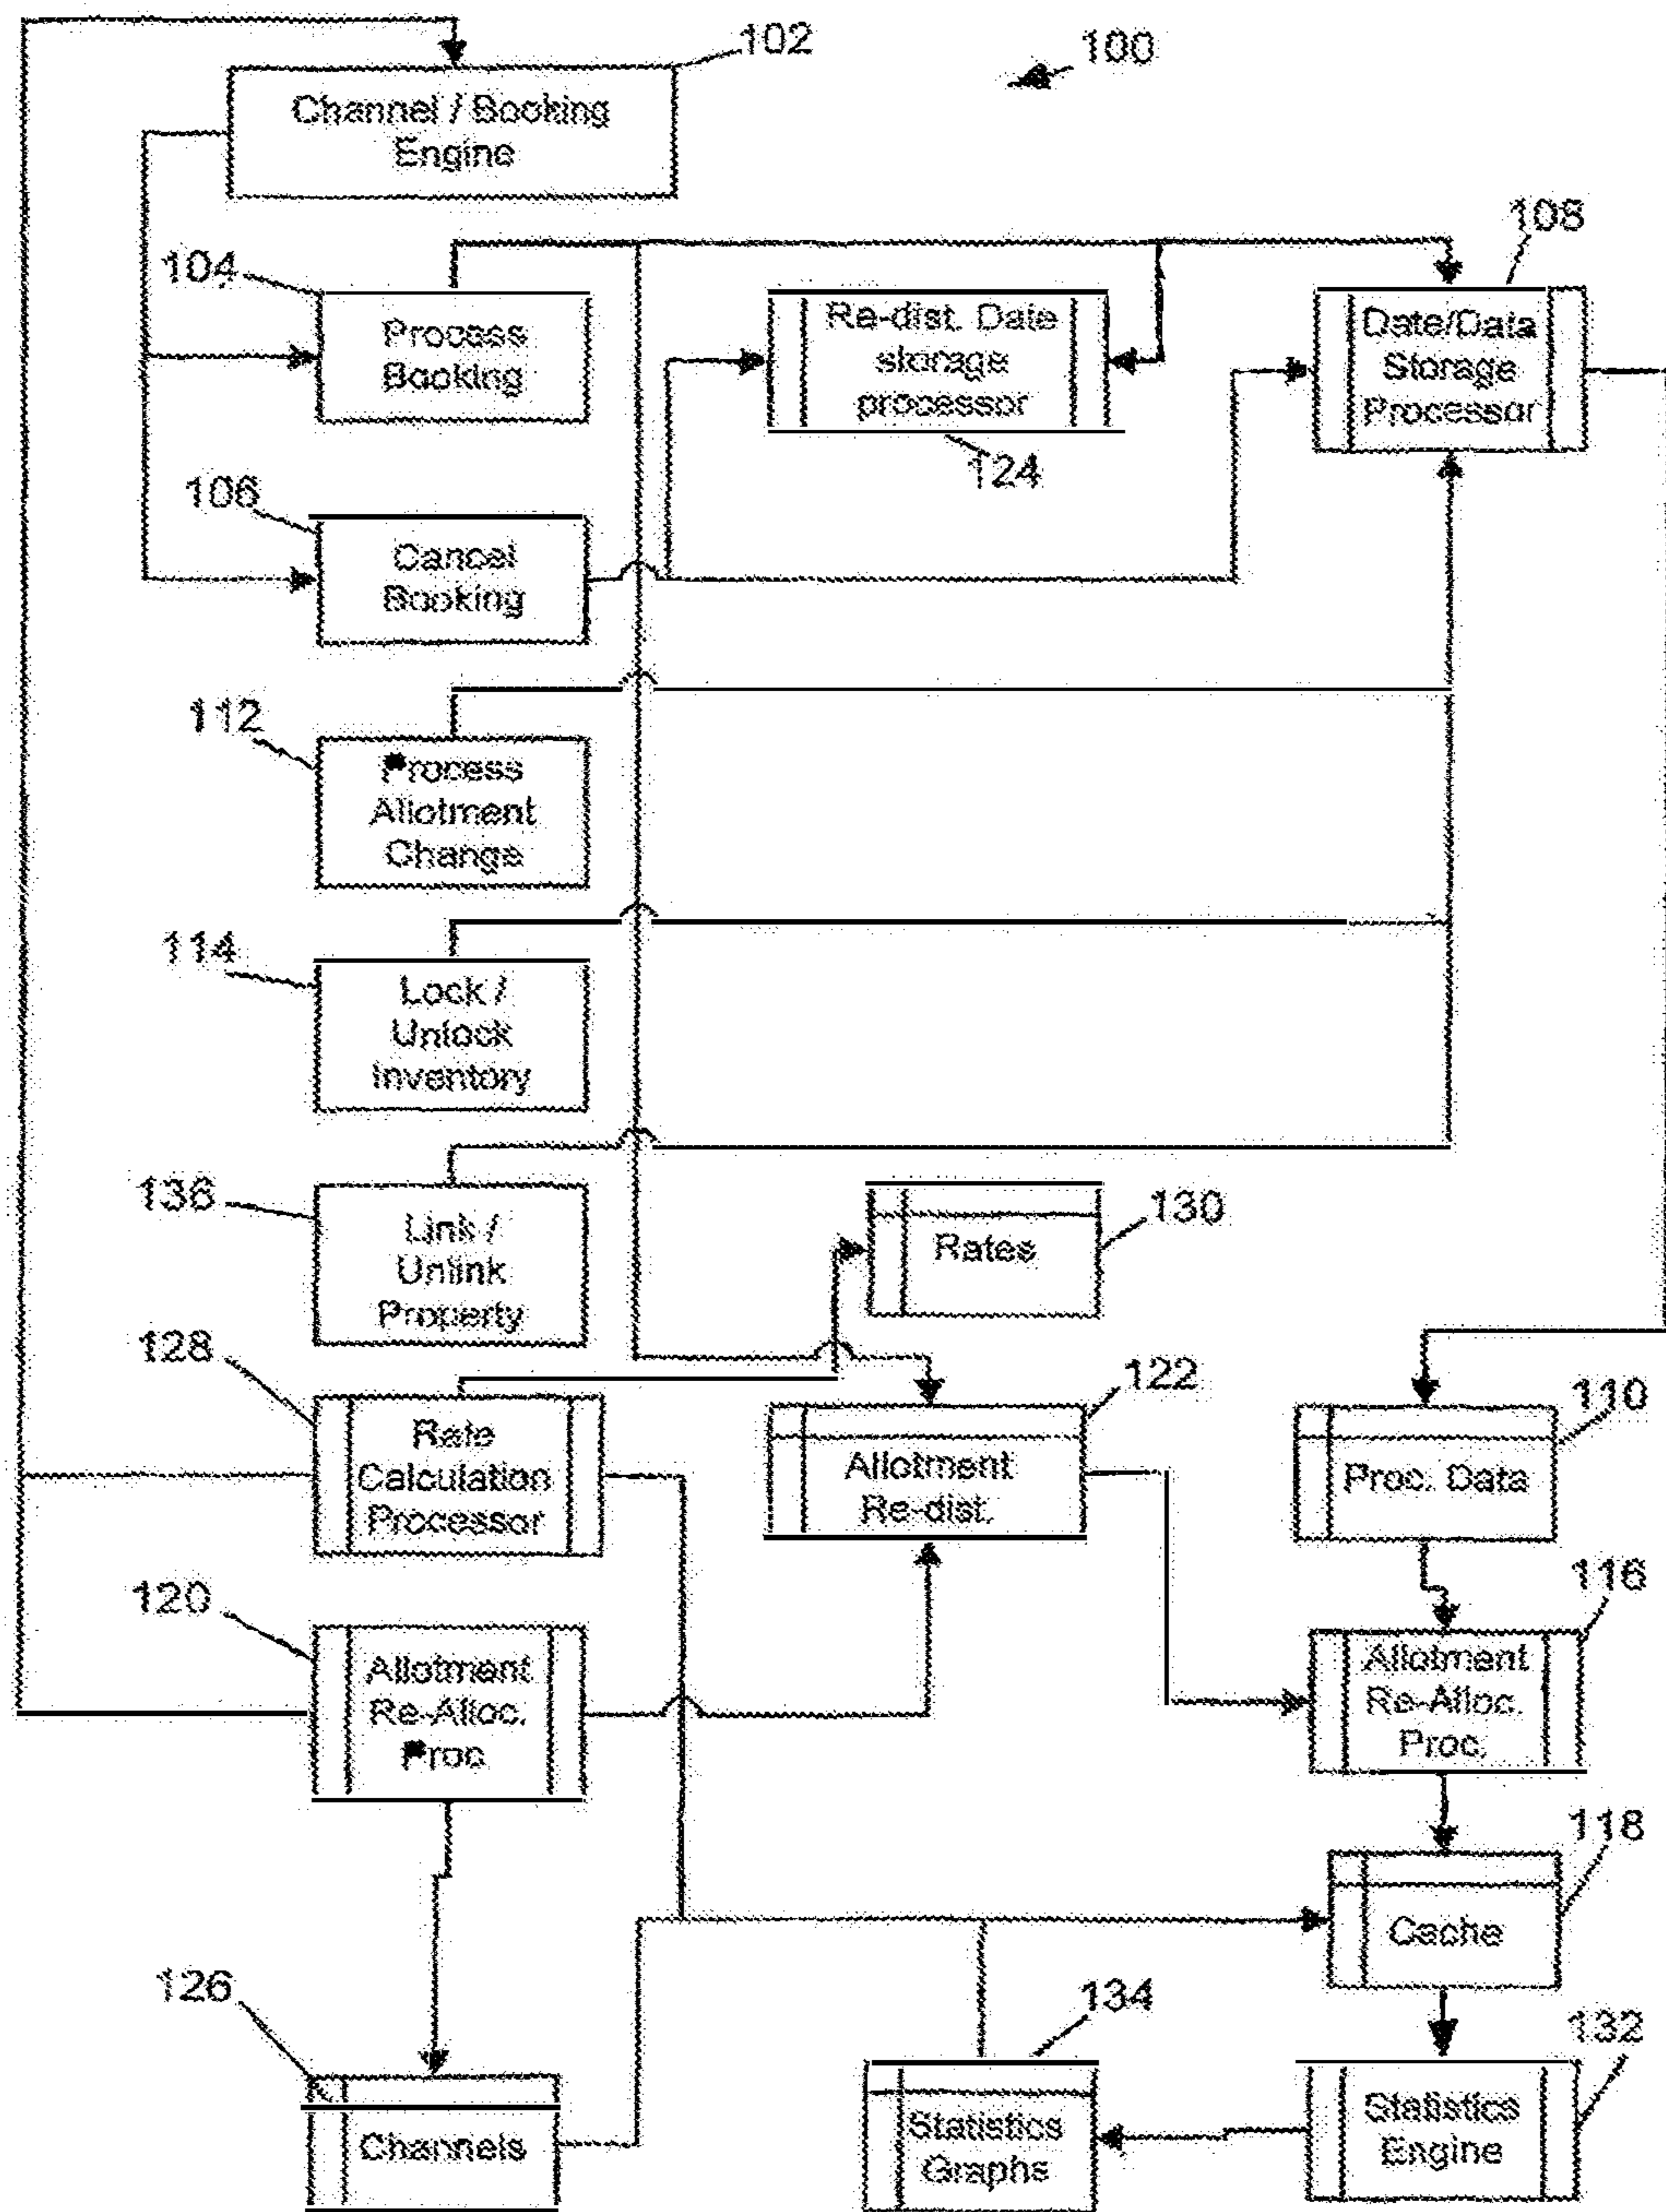 102
100
Channel / Booking
Engine
108
104
Process
Booking
Re-dist. Date
storage
processor
Date/Data
Storage
Processor
124
106
Cancel
Booking
112
Process
Allotment
Change
114
Lock /
Unlock
Inventory
136
Link /
Unlink
Property
130
Rates
128
Rate
Calculation
Processor
122
Allotment
Re-dist.
110
Proc. Data
120
Allotment
Re-Alloc.
Proc
116
Allotment
Re-Alloc.
Proc.
118
Cache
126
Channels
134
Statistics
Graphs
132
Statistics
Engine